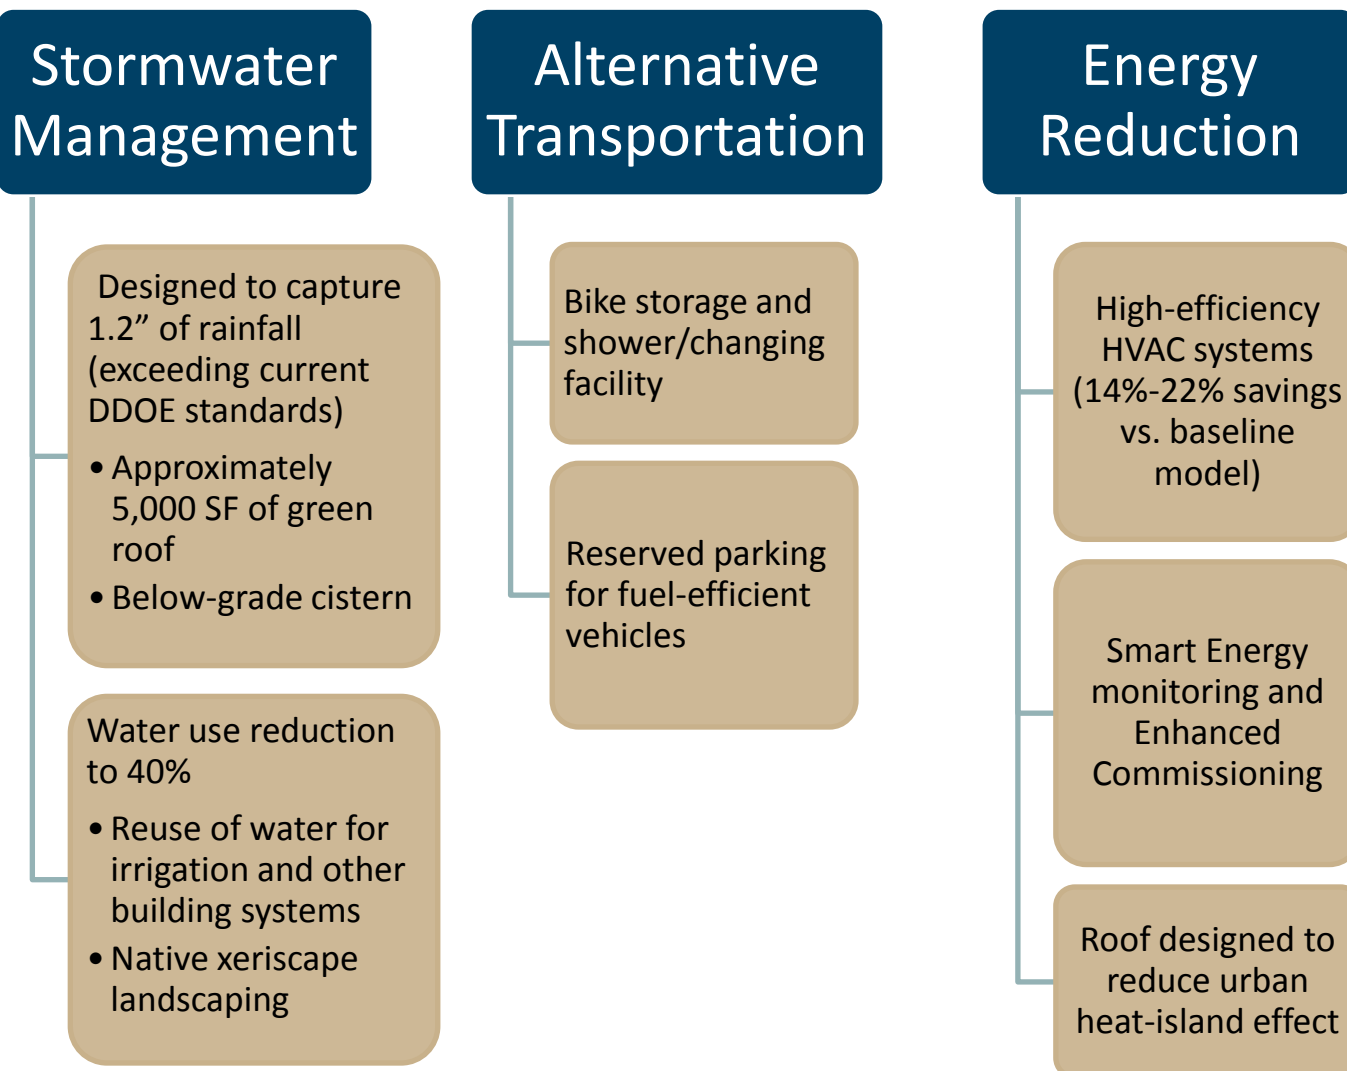 Stormwater
Management
Designed to capture
1.2” of rainfall
(exceeding current
DDOE standards)
• Approximately
5,000 SF of green
roof
• Below-grade cistern
Water use reduction
to 40%
• Reuse of water for
irrigation and other
building systems
• Native xeriscape
landscaping
Alternative
Transportation
Bike storage and
shower/changing
facility
Reserved parking
for fuel-efficient
vehicles
Energy
Reduction
High-efficiency
HVAC systems
(14%-22% savings
vs. baseline
model)
Smart Energy
monitoring and
Enhanced
Commissioning
Roof designed to
reduce urban
heat-island effect